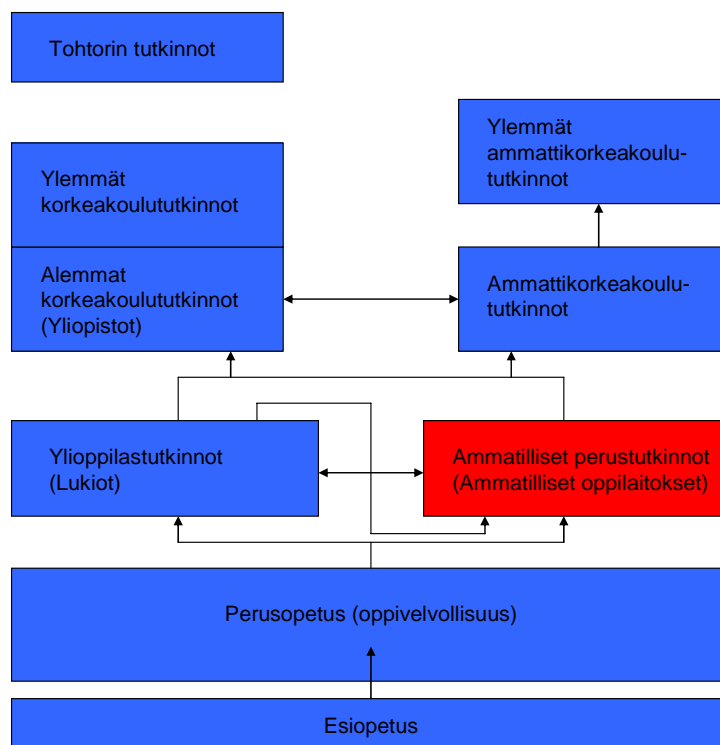 Tohtorin tutkinnot
Ylemmät
ammattikorkeakoulu-
tutkinnot
Ylemmät
korkeakoulututkinnot
Alemmat
korkeakoulututkinnot
(Yliopistot)
Ammattikorkeakoulu-
tutkinnot
Ylioppilastutkinnot
(Lukiot)
Ammatilliset perustutkinnot
(Ammatilliset oppilaitokset)
Perusopetus (oppivelvollisuus)
Esiopetus